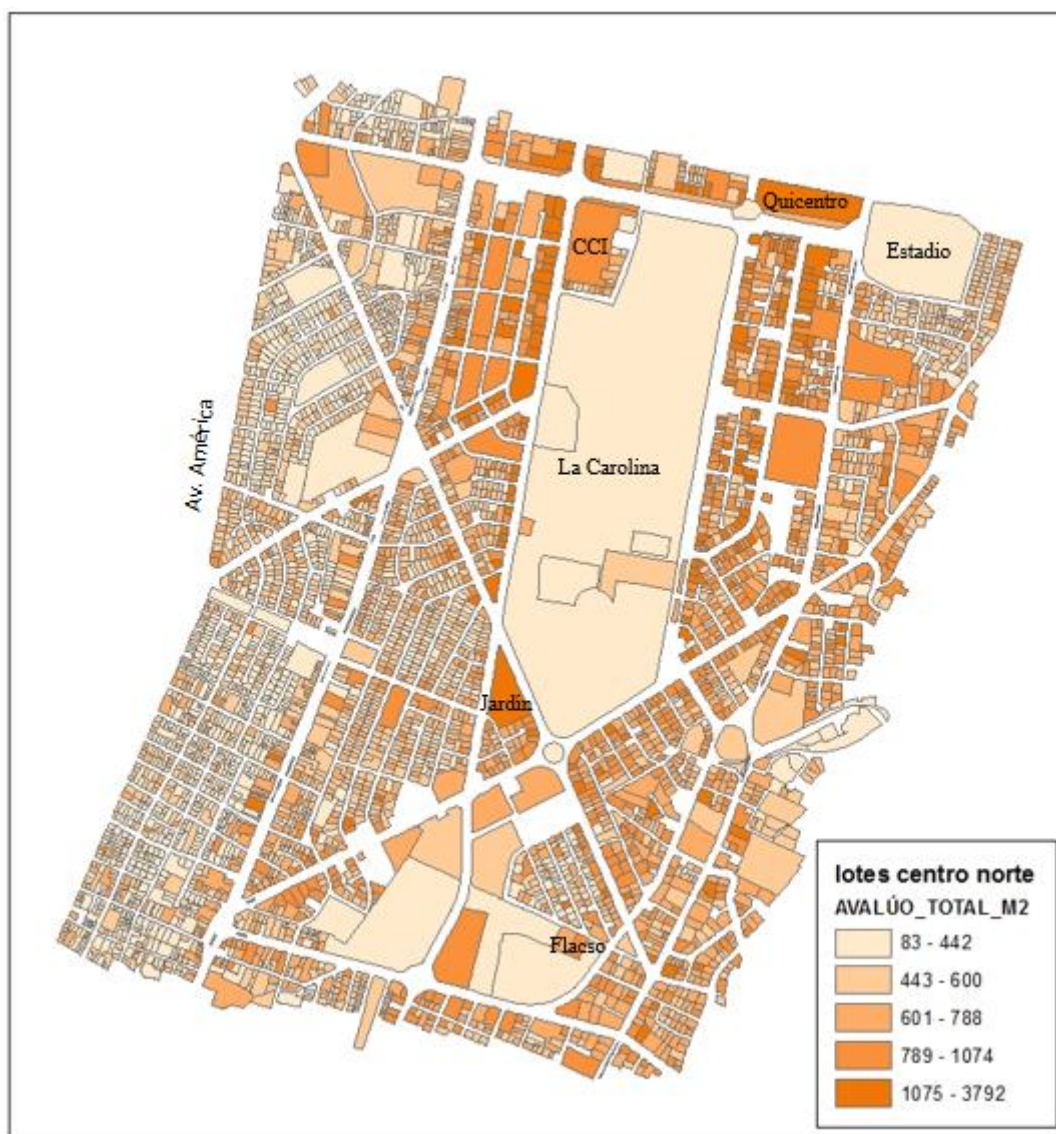 Quicentro
CCI
Estadio
Av. América
La Carolina
Jardín
Flacso
lotes centro norte
AVALÚO_TOTAL_M2
83 - 442
443 - 600
601 - 788
789 - 1074
1075 - 3792